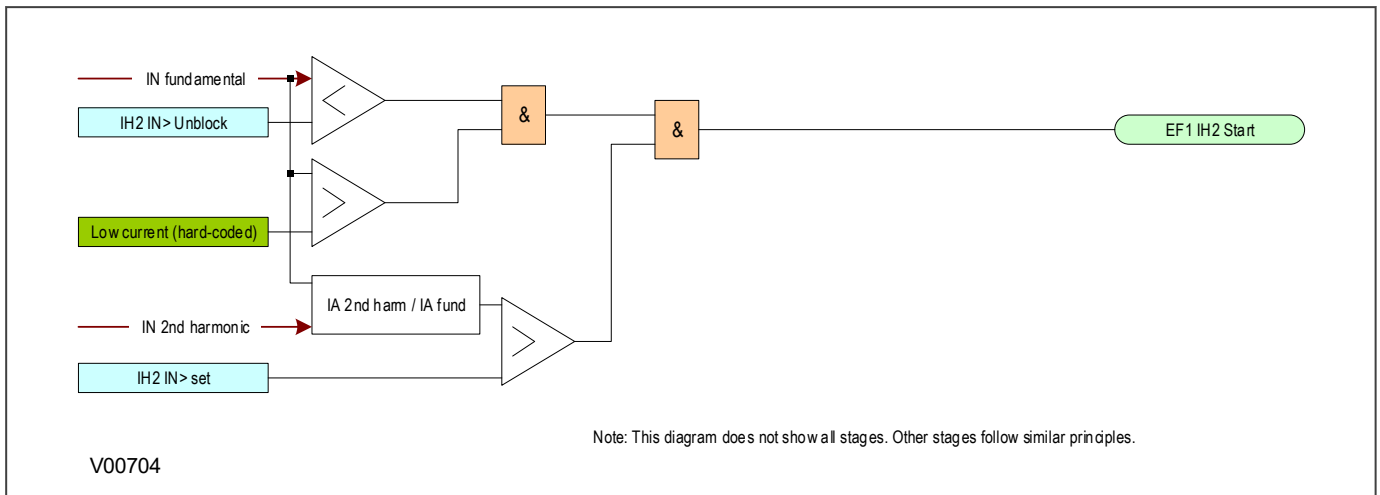 IN fundamental
IH2 IN> Unblock
&
&
EF1 IH2 Start
Low current (hard-coded)
IA 2nd harm / IA fund
IN 2nd harmonic
IH2 IN> set
Note: This diagram does not show all stages. Other stages follow similar principles.
V00704